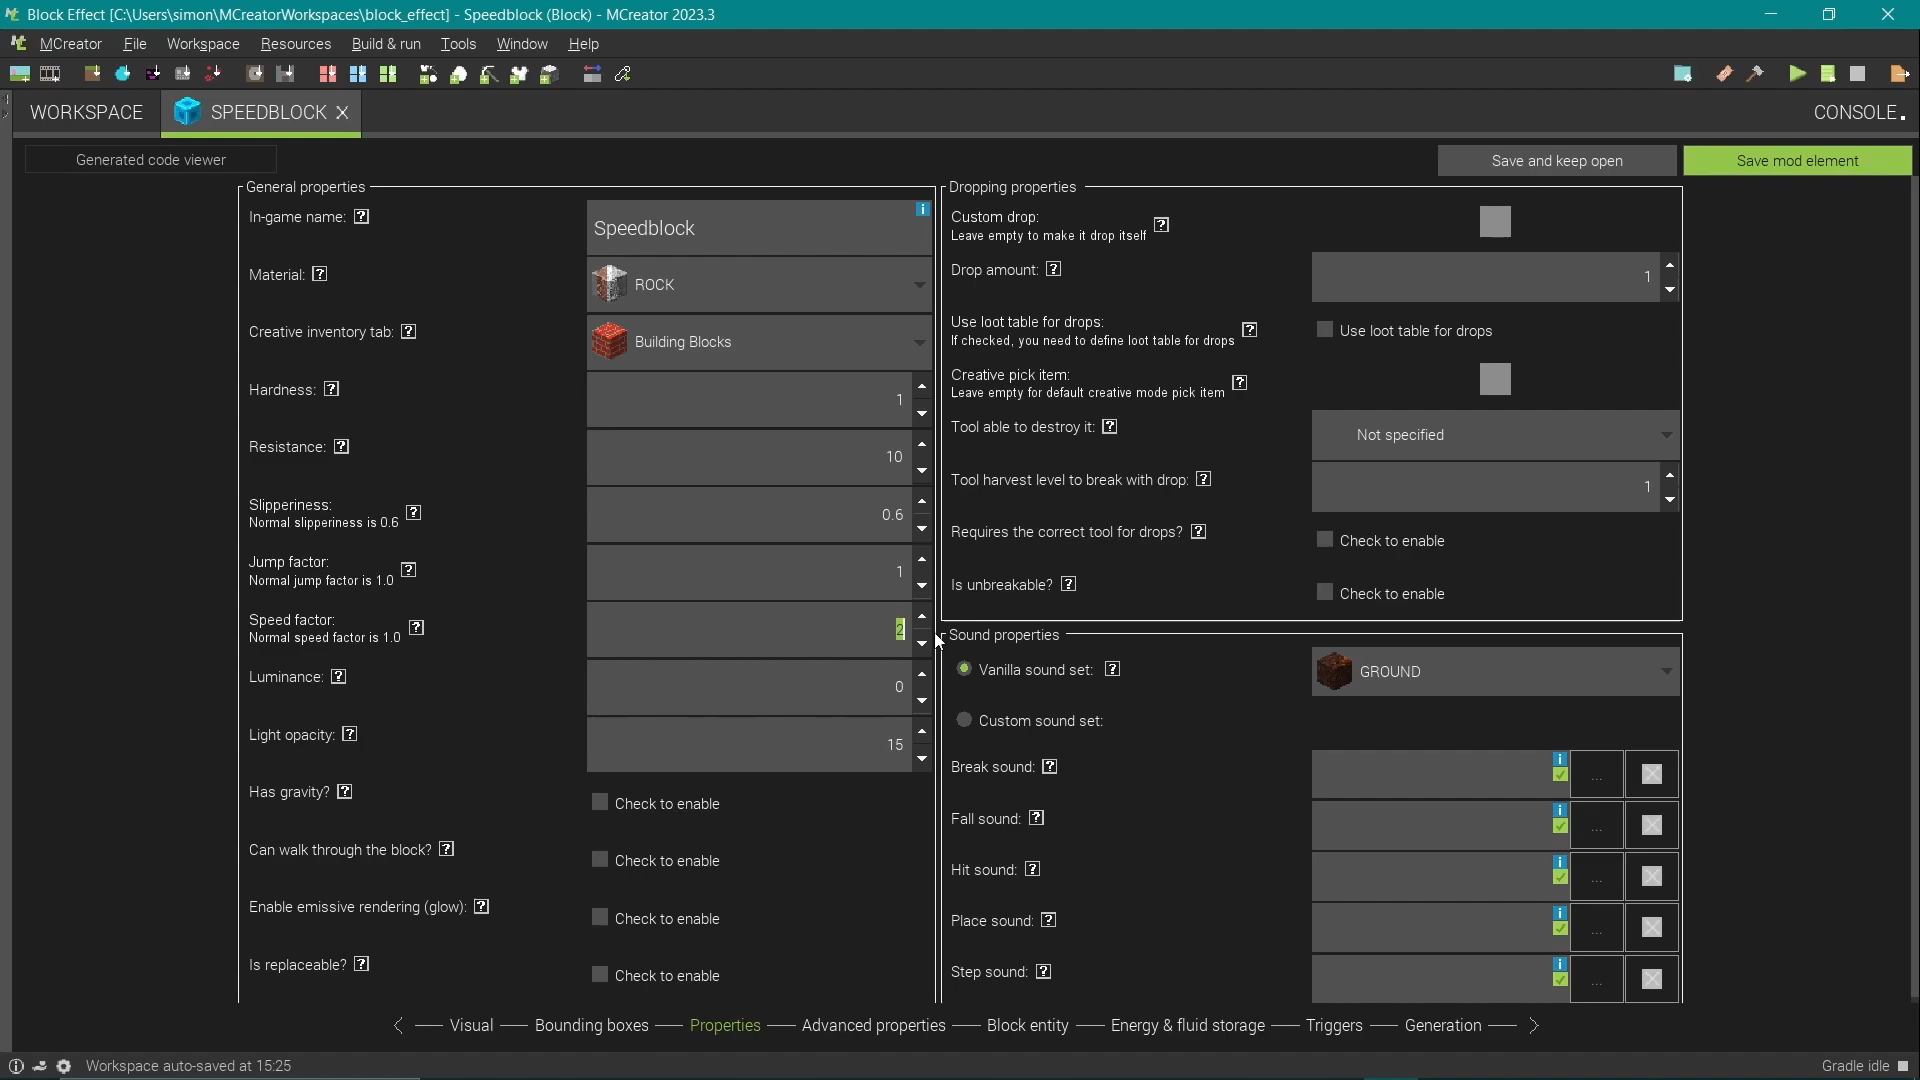 Block Effect [C:\Users\simon\MCreatorWorkspaces\block_effect] - Speedblock (Block) - MCreator 2023.3
MCreator File Workspace Resources Build & run Tools Window Help
WORKSPACE SPEEDBLOCK CONSOLE
Generated code viewer Save and keep open Save mod element
General properties
In-game name: ? Speedblock i
Material: ? ROCK
Creative inventory tab: ? Building Blocks
Hardness: ? 1
Resistance: ? 10
Slipperiness:
Normal slipperiness is 0.6 ? 0.6
Jump factor:
Normal jump factor is 1.0 ? 1
Speed factor:
Normal speed factor is 1.0 ? 2
Luminance: ? 0
Light opacity: ? 15
Has gravity? ? Check to enable
Can walk through the block? ? Check to enable
Enable emissive rendering (glow): ? Check to enable
Is replaceable? ? Check to enable
Dropping properties
Custom drop:
Leave empty to make it drop itself ?
Drop amount: ? 1
Use loot table for drops:
If checked, you need to define loot table for drops ? Use loot table for drops
Creative pick item:
Leave empty for default creative mode pick item ?
Tool able to destroy it: ? Not specified
Tool harvest level to break with drop: ? 1
Requires the correct tool for drops? ? Check to enable
Is unbreakable? ? Check to enable
Sound properties
Vanilla sound set: ? GROUND
Custom sound set:
Break sound: ? i ...
Fall sound: ? i ...
Hit sound: ? i ...
Place sound: ? i ...
Step sound: ? i ...
Visual Bounding boxes Properties Advanced properties Block entity Energy & fluid storage Triggers Generation
Workspace auto-saved at 15:25 Gradle idle